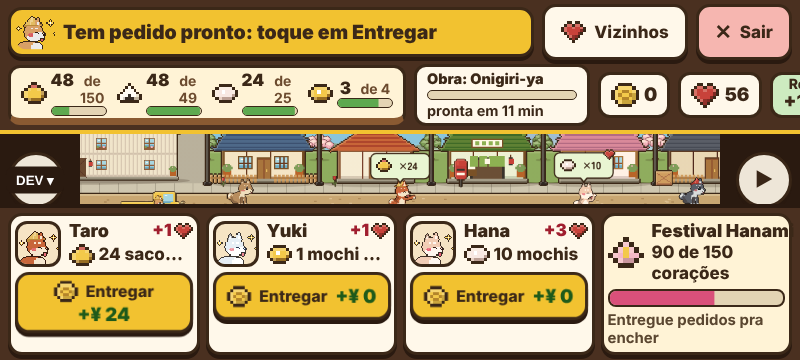 Tem pedido pronto: toque em Entregar
Vizinhos
✕ Sair
48 de 150
48 de 49
24 de 25
3 de 4
Obra: Onigiri-ya
pronta em 11 min
0
56
+1
DEV ▾
×24
×10
Taro +1
24 saco...
Entregar
+¥ 24
Yuki +1
1 mochi ...
Entregar +¥ 0
Hana +3
10 mochis
Entregar +¥ 0
Festival Hanam
90 de 150
corações
Entregue pedidos pra
encher